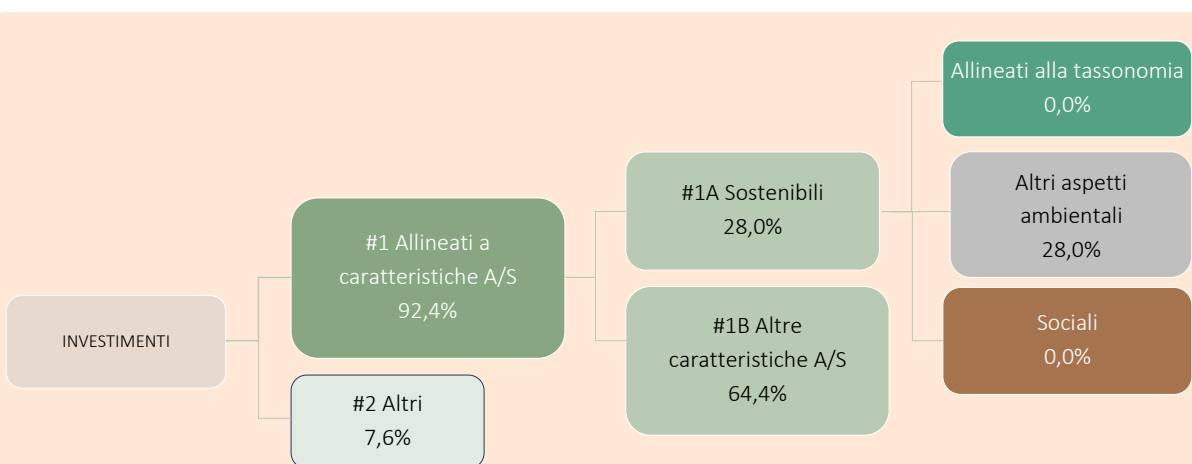 INVESTIMENTI
#1 Allineati a
caratteristiche A/S
92,4%
#2 Altri
7,6%
#1A Sostenibili
28,0%
#1B Altre
caratteristiche A/S
64,4%
Allineati alla tassonomia
0,0%
Altri aspetti
ambientali
28,0%
Sociali
0,0%